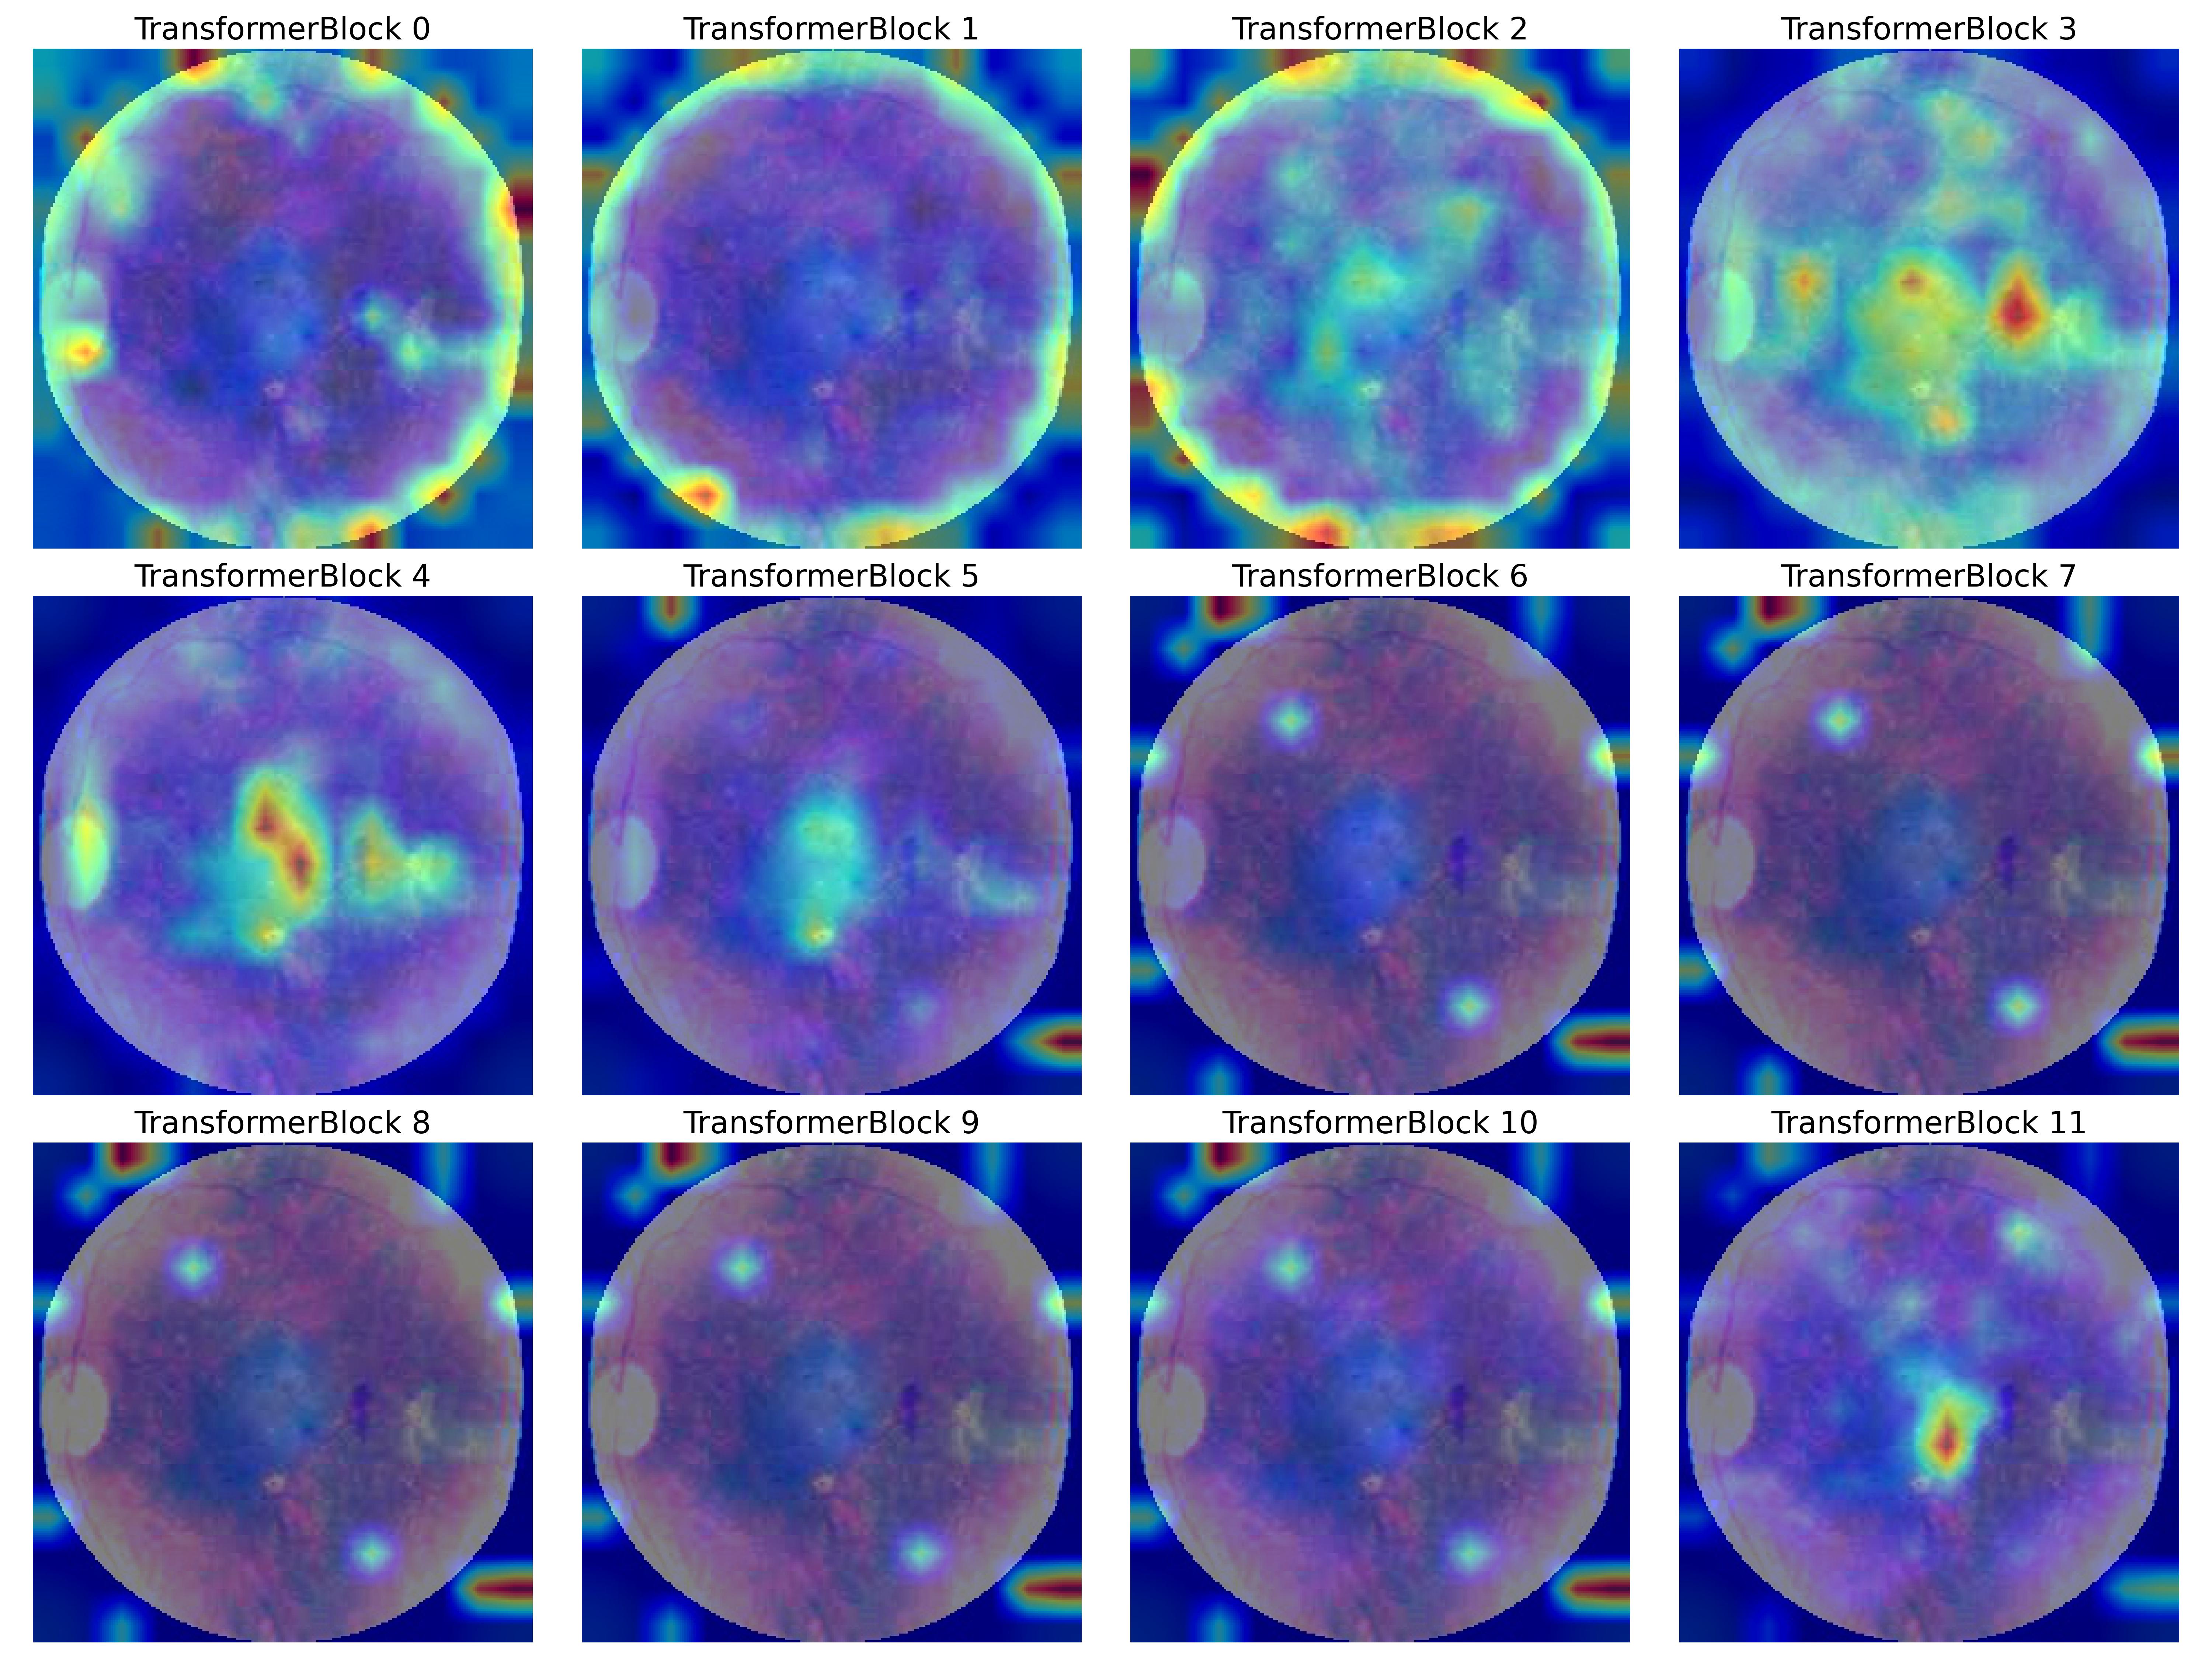 TransformerBlock 0
TransformerBlock 1
TransformerBlock 2
TransformerBlock 3
TransformerBlock 4
TransformerBlock 5
TransformerBlock 6
TransformerBlock 7
TransformerBlock 8
TransformerBlock 9
TransformerBlock 10
TransformerBlock 11